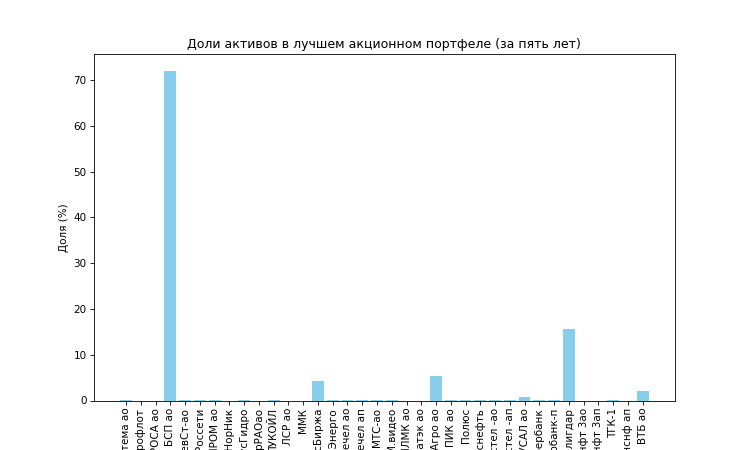 Доли активов в лучшем акционном портфеле (за пять лет)
Доля (%)
70
60
50
40
30
20
10
0
тема ао
рофлот
РОСА ао
БСП ао
евСт-ао
Россети
ПРОМ ао
НорНик
сГидро
рРАОао
ЛУКОЙЛ
ЛСР ао
ММК
сБиржа
Энерго
ечел ао
ечел ап
МТС-ао
М.видео
НЛМК ао
атэк ао
Агро ао
ПИК ао
Полюс
снефть
стел -ао
стел -ап
УСАЛ ао
ербанк
рбанк-п
лигдар
нфт 3ао
нфт 3ап
ТГК-1
нснф ап
ВТБ ао